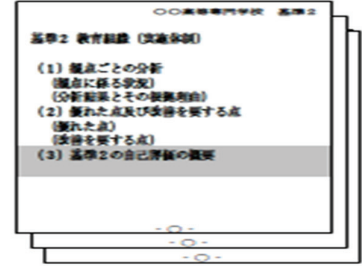 ○○高等専門学校 基準2
基準2 教育組織（実施体制）
（1）観点ごとの分析
（観点に係る状況）
（分析結果とその根拠理由）
（2）優れた点及び改善を要する点
（優れた点）
（改善を要する点）
（3）基準2の自己評価の概要
-○-
-○-
-○-